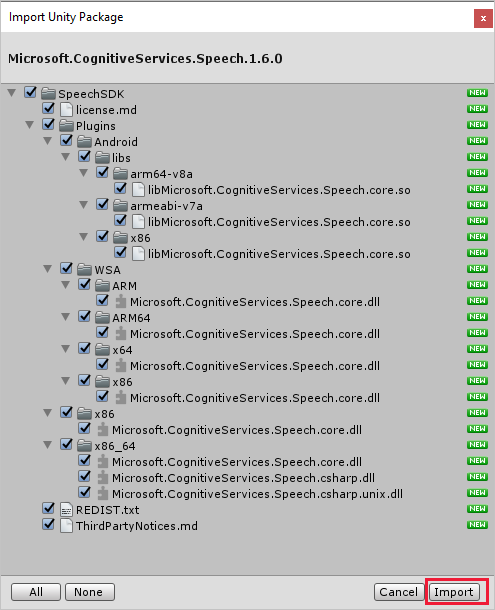 Import Unity Package
x
Microsoft.CognitiveServices.Speech.1.6.0
SpeechSDK NEW
license.md NEW
Plugins NEW
Android NEW
libs NEW
arm64-v8a NEW
libMicrosoft.CognitiveServices.Speech.core.so NEW
armeabi-v7a NEW
libMicrosoft.CognitiveServices.Speech.core.so NEW
x86 NEW
libMicrosoft.CognitiveServices.Speech.core.so NEW
WSA NEW
ARM NEW
Microsoft.CognitiveServices.Speech.core.dll NEW
ARM64 NEW
Microsoft.CognitiveServices.Speech.core.dll NEW
x64 NEW
Microsoft.CognitiveServices.Speech.core.dll NEW
x86 NEW
Microsoft.CognitiveServices.Speech.core.dll NEW
x86 NEW
Microsoft.CognitiveServices.Speech.core.dll NEW
x86_64 NEW
Microsoft.CognitiveServices.Speech.core.dll NEW
Microsoft.CognitiveServices.Speech.csharp.dll NEW
Microsoft.CognitiveServices.Speech.csharp.unix.dll NEW
REDIST.txt NEW
ThirdPartyNotices.md NEW
All None Cancel Import